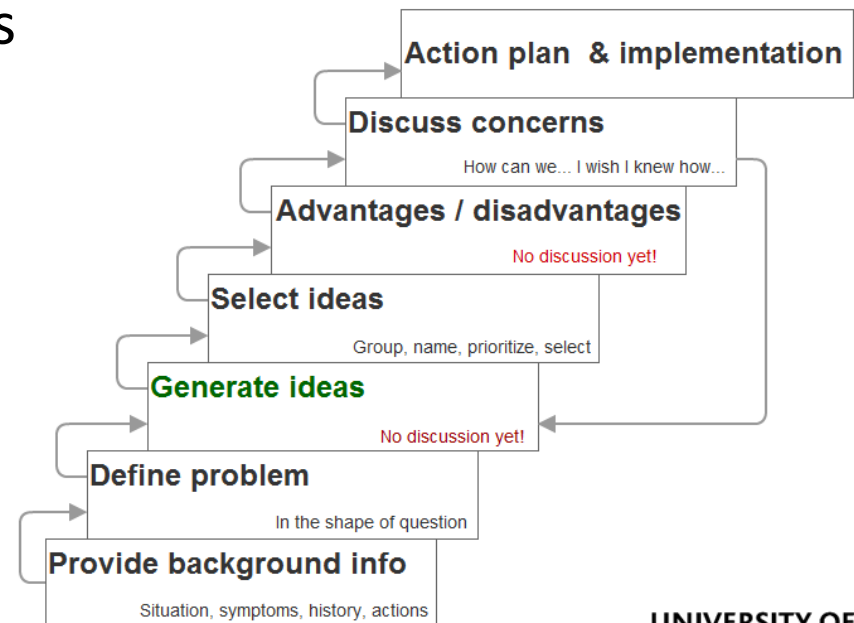 s
Action plan & implementation
Discuss concerns
How can we... I wish I knew how...
Advantages / disadvantages
No discussion yet!
Select ideas
Group, name, prioritize, select
Generate ideas
No discussion yet!
Define problem
In the shape of question
Provide background info
Situation, symptoms, history, actions
UNIVERSITY OF